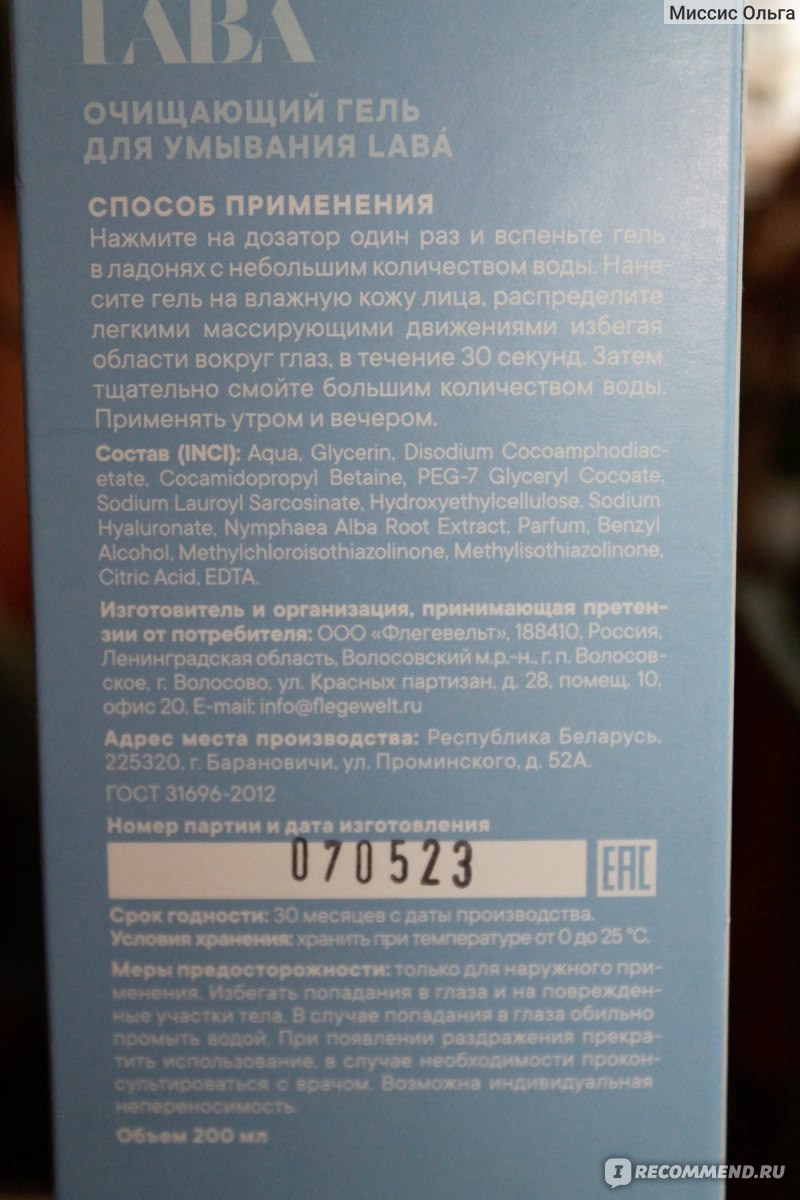 Миссис Ольга
LABA
ОЧИЩАЮЩИЙ ГЕЛЬ
ДЛЯ УМЫВАНИЯ LABÁ
СПОСОБ ПРИМЕНЕНИЯ
Нажмите на дозатор один раз и вспеньте гель
в ладонях с небольшим количеством воды. Нане-
сите гель на влажную кожу лица, распределите
легкими массирующими движениями избегая
области вокруг глаз, в течение 30 секунд. Затем
тщательно смойте большим количеством воды.
Применять утром и вечером.
Состав (INCI): Aqua, Glycerin, Disodium Cocoamphodiac-
etate, Cocamidopropyl Betaine, PEG-7 Glyceryl Cocoate,
Sodium Lauroyl Sarcosinate, Hydroxyethylcellulose, Sodium
Hyaluronate, Nymphaea Alba Root Extract, Parfum, Benzyl
Alcohol, Methylchloroisothiazolinone, Methylisothiazolinone,
Citric Acid, EDTA.
Изготовитель и организация, принимающая претен-
зии от потребителя: ООО «Флегевельт», 188410, Россия,
Ленинградская область, Волосовский м.р.-н., г. п. Волосов-
ское, г. Волосово, ул. Красных партизан, д. 28, помещ. 10,
офис 20. E-mail: info@flegewelt.ru
Адрес места производства: Республика Беларусь,
225320, г. Барановичи, ул. Проминского, д. 52А.
ГОСТ 31696-2012
Номер партии и дата изготовления
070523
EAC
Срок годности: 30 месяцев с даты производства.
Условия хранения: хранить при температуре от 0 до 25 °C.
Меры предосторожности: только для наружного при-
менения. Избегать попадания в глаза и на поврежден-
ные участки тела. В случае попадания в глаза обильно
промыть водой. При появлении раздражения прекра-
тить использование, в случае необходимости прокон-
сультироваться с врачом. Возможна индивидуальная
непереносимость.
Объем 200 мл
IRECOMMEND.RU